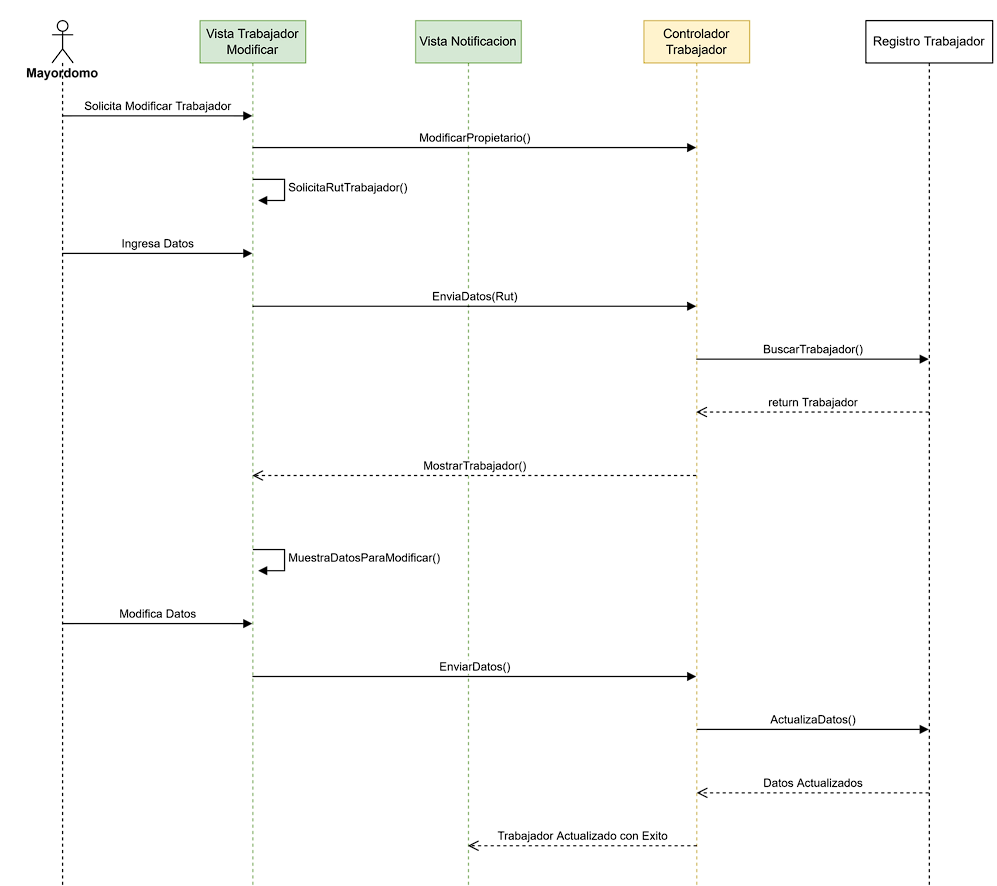 Vista Trabajador
Modificar
Vista Notificacion
Controlador
Trabajador
Registro Trabajador
Mayordomo
Solicita Modificar Trabajador
ModificarPropietario()
SolicitaRutTrabajador()
Ingresa Datos
EnviaDatos(Rut)
BuscarTrabajador()
return Trabajador
MostrarTrabajador()
MuestraDatosParaModificar()
Modifica Datos
EnviarDatos()
ActualizaDatos()
Datos Actualizados
Trabajador Actualizado con Exito